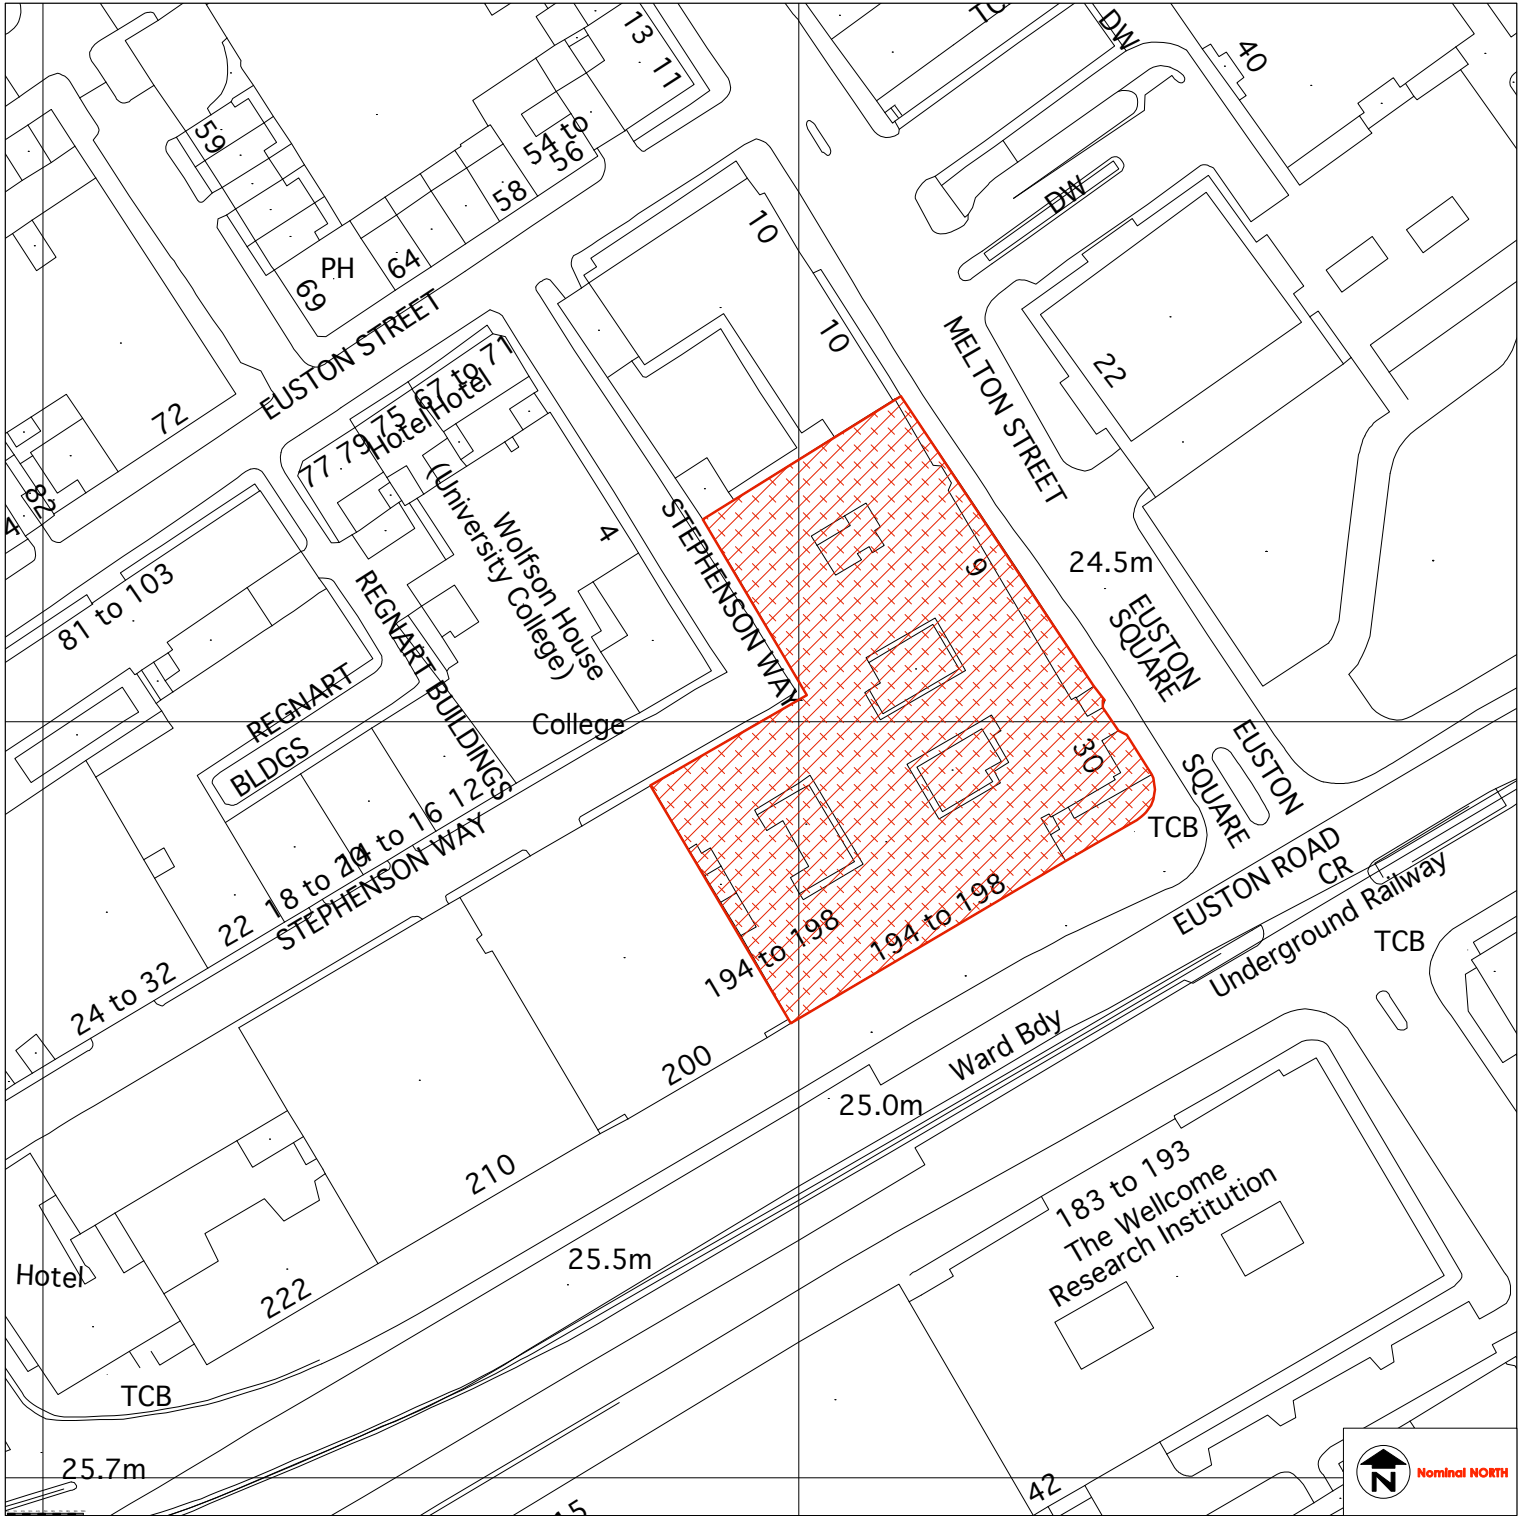 13
11
TC
DW
40
59
54 to
56
58
DW
10
PH
64
69
EUSTON STREET
10
MELTON STREET
22
67 to 71
Hotel
75
Hotel
77 79
72
82
4
(University College)
Wolfson House
4
STEPHENSON WAY
9
24.5m
81 to 103
REGNART BUILDINGS
EUSTON
SQUARE
REGNART
BLDGS
College
30
EUSTON
SQUARE
12
14 to 16
18 to 20
22
STEPHENSON WAY
TCB
EUSTON ROAD
CR
Underground Railway
TCB
194 to 198
194 to 198
24 to 32
200
Ward Bdy
25.0m
210
183 to 193
The Wellcome
Research Institution
25.5m
Hotel
222
TCB
25.7m
42
15
N
Nominal NORTH